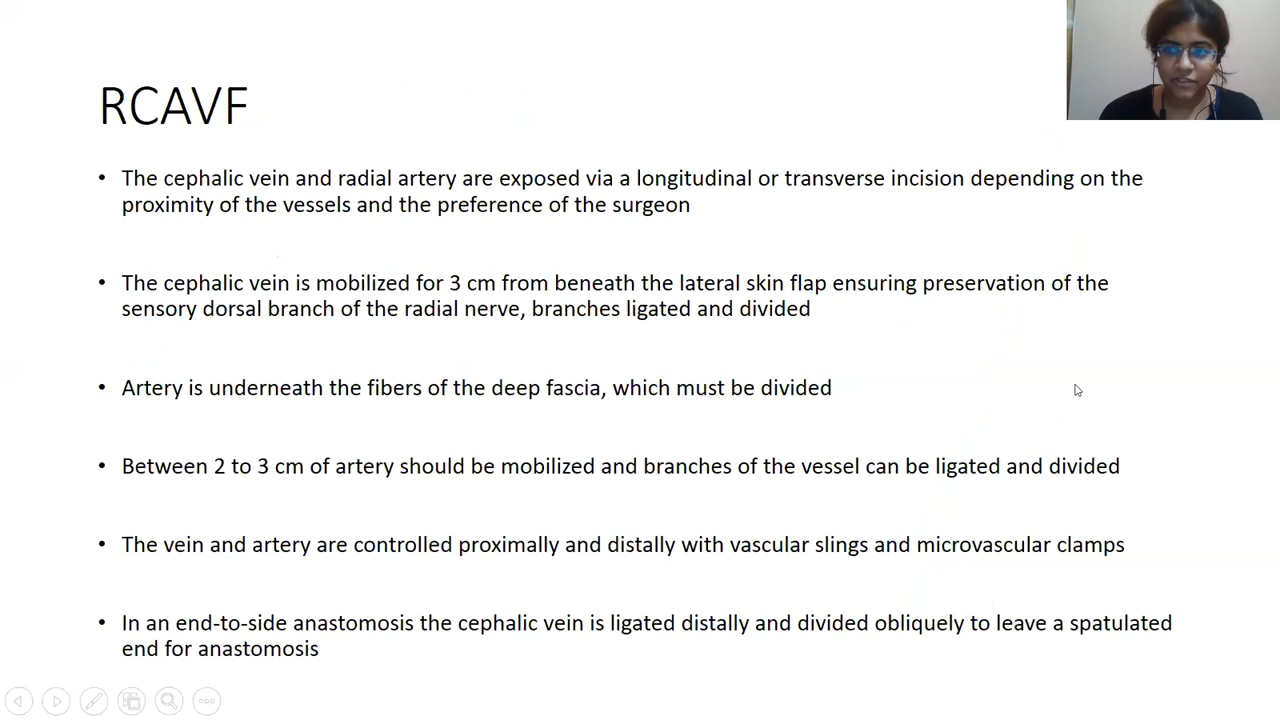 RCAVF
• The cephalic vein and radial artery are exposed via a longitudinal or transverse incision depending on the
proximity of the vessels and the preference of the surgeon
• The cephalic vein is mobilized for 3 cm from beneath the lateral skin flap ensuring preservation of the
sensory dorsal branch of the radial nerve, branches ligated and divided
• Artery is underneath the fibers of the deep fascia, which must be divided
• Between 2 to 3 cm of artery should be mobilized and branches of the vessel can be ligated and divided
• The vein and artery are controlled proximally and distally with vascular slings and microvascular clamps
• In an end-to-side anastomosis the cephalic vein is ligated distally and divided obliquely to leave a spatulated
end for anastomosis